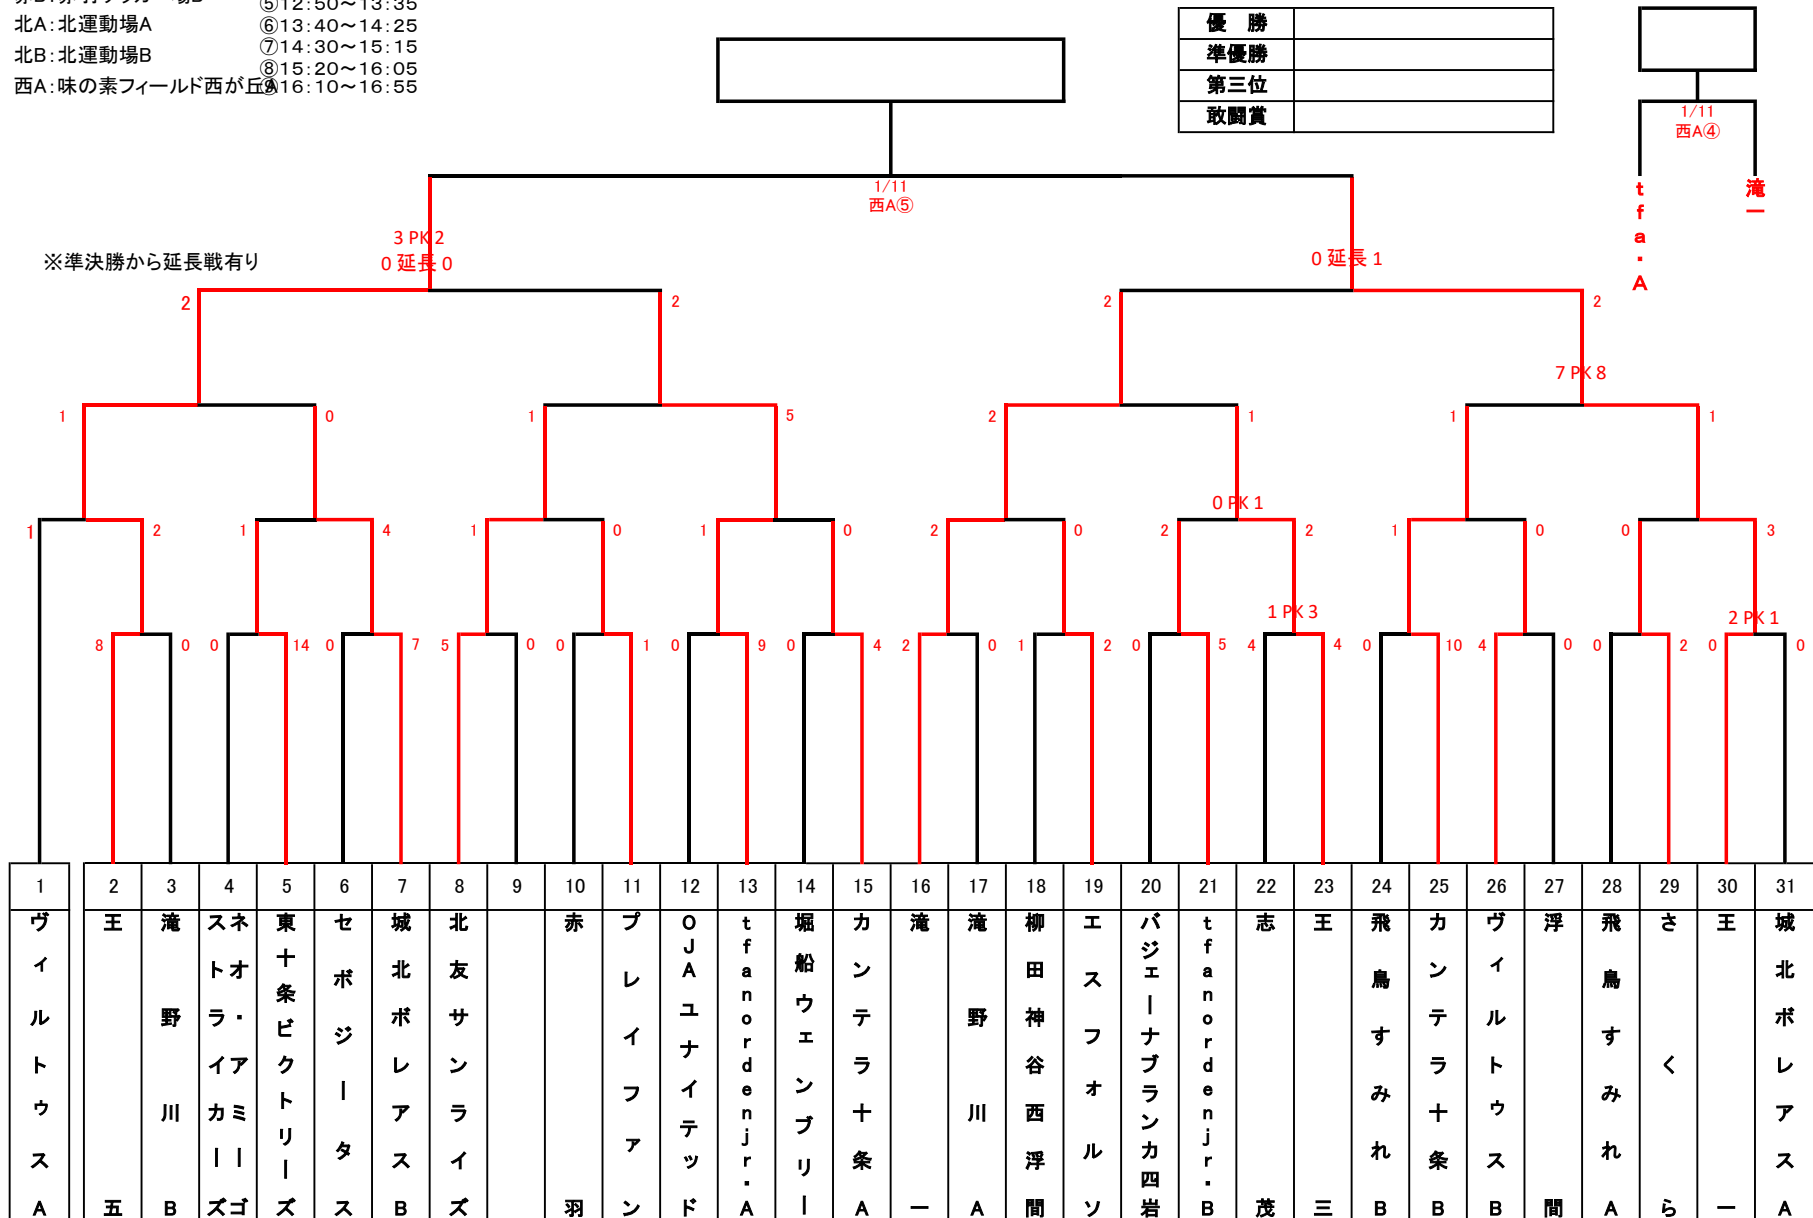 ⑤12:50～13:35
北A:北運動場A
⑥13:40～14:25
北B:北運動場B
⑦14:30～15:15
⑧15:20～16:05
西A:味の素フィールド西が丘A
⑨16:10～16:55
優　勝
準優勝
第三位
敢闘賞
1/11
西A④
tfa・A
滝一
1/11
西A⑤
※準決勝から延長戦有り
3 PK 2
0 延長 0
0 延長 1
2 2 2 2
7 PK 8
1 0 1 5 2 1 1 1
0 PK 1
1 2 1 4 1 0 1 0 2 0 2 2 1 0 0 3
1 PK 3
2 PK 1
8 0 0 14 0 7 5 0 0 1 0 9 0 4 2 0 1 2 0 5 4 4 0 10 4 0 0 2 0 0
1 2 3 4 5 6 7 8 9 10 11 12 13 14 15 16 17 18 19 20 21 22 23 24 25 26 27 28 29 30 31
ヴィルトゥスA
王五
滝野川B
ネオ・アミーゴ
ストライカーズ
東十条ビクトリーズ
セボジータス
城北ボレアスB
北友サンライズ
赤羽
プレイファン
OJAユナイテッド
tfanordenjr.A
堀船ウェンブリー
カンテラ十条A
滝一
滝野川A
柳田神谷西浮間
エスフォルソ
バジェーナブランカ四岩
tfanordenjr.B
志茂
王三
飛鳥すみれB
カンテラ十条B
ヴィルトゥスB
浮間
飛鳥すみれA
さくら
王一
城北ボレアスA